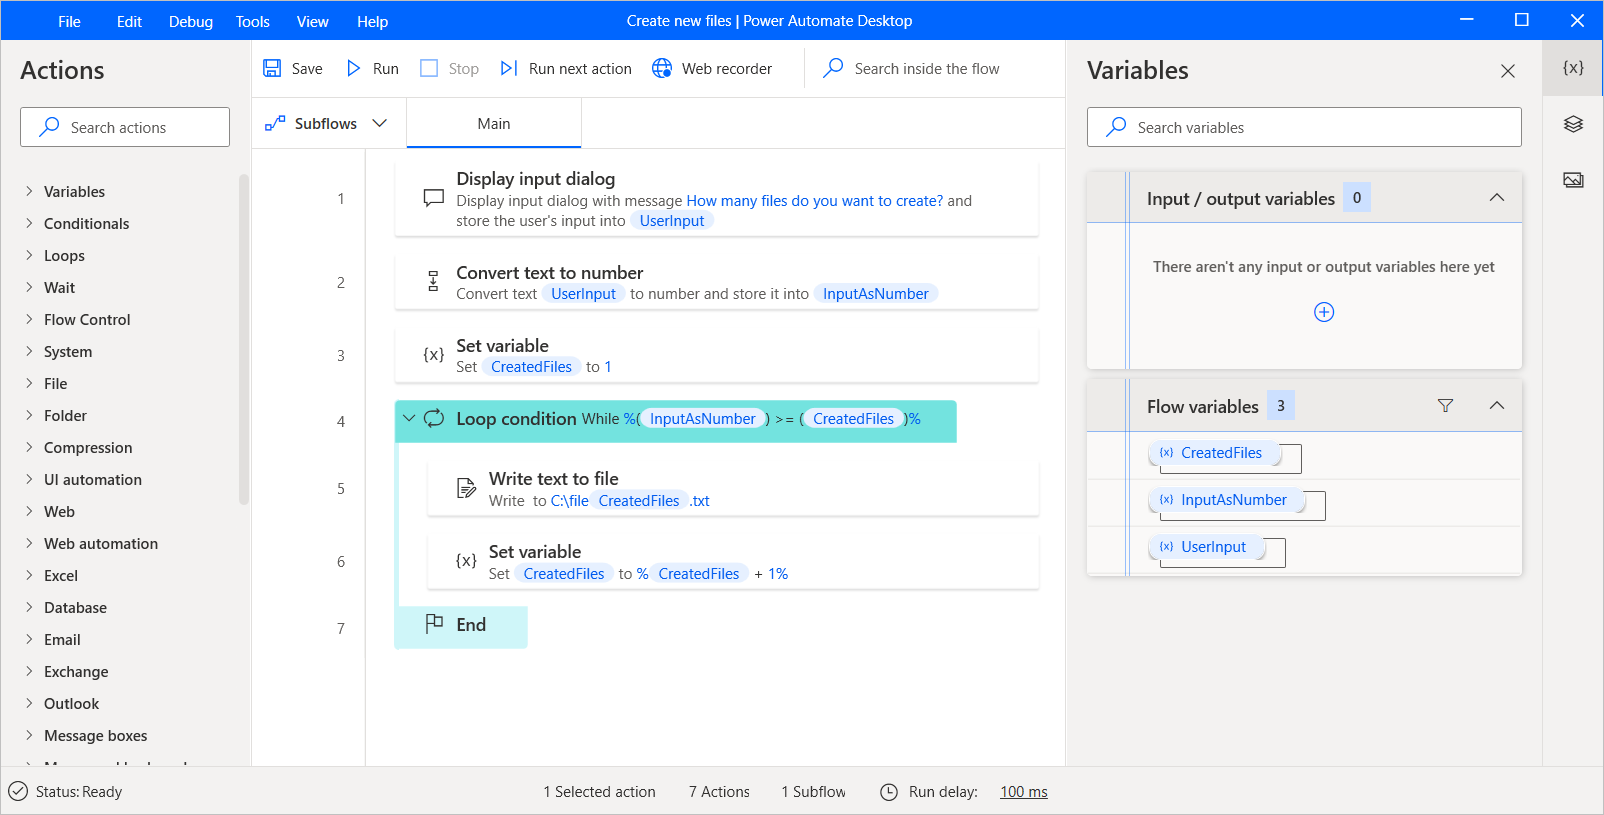 File Edit Debug Tools View Help
Create new files | Power Automate Desktop
Actions
Search actions
Variables
Conditionals
Loops
Wait
Flow Control
System
File
Folder
Compression
UI automation
Web
Web automation
Excel
Database
Email
Exchange
Outlook
Message boxes
Save Run Stop Run next action Web recorder Search inside the flow
Subflows Main
1 Display input dialog
Display input dialog with message How many files do you want to create? and
store the user's input into UserInput
2 Convert text to number
Convert text UserInput to number and store it into InputAsNumber
3 {x} Set variable
Set CreatedFiles to 1
4 Loop condition While %( InputAsNumber ) >= ( CreatedFiles )%
5 Write text to file
Write to C:\file CreatedFiles .txt
6 {x} Set variable
Set CreatedFiles to % CreatedFiles + 1%
7 End
Variables
{x}
Search variables
Input / output variables 0
There aren't any input or output variables here yet
Flow variables 3
{x} CreatedFiles
{x} InputAsNumber
{x} UserInput
Status: Ready 1 Selected action 7 Actions 1 Subflow Run delay: 100 ms